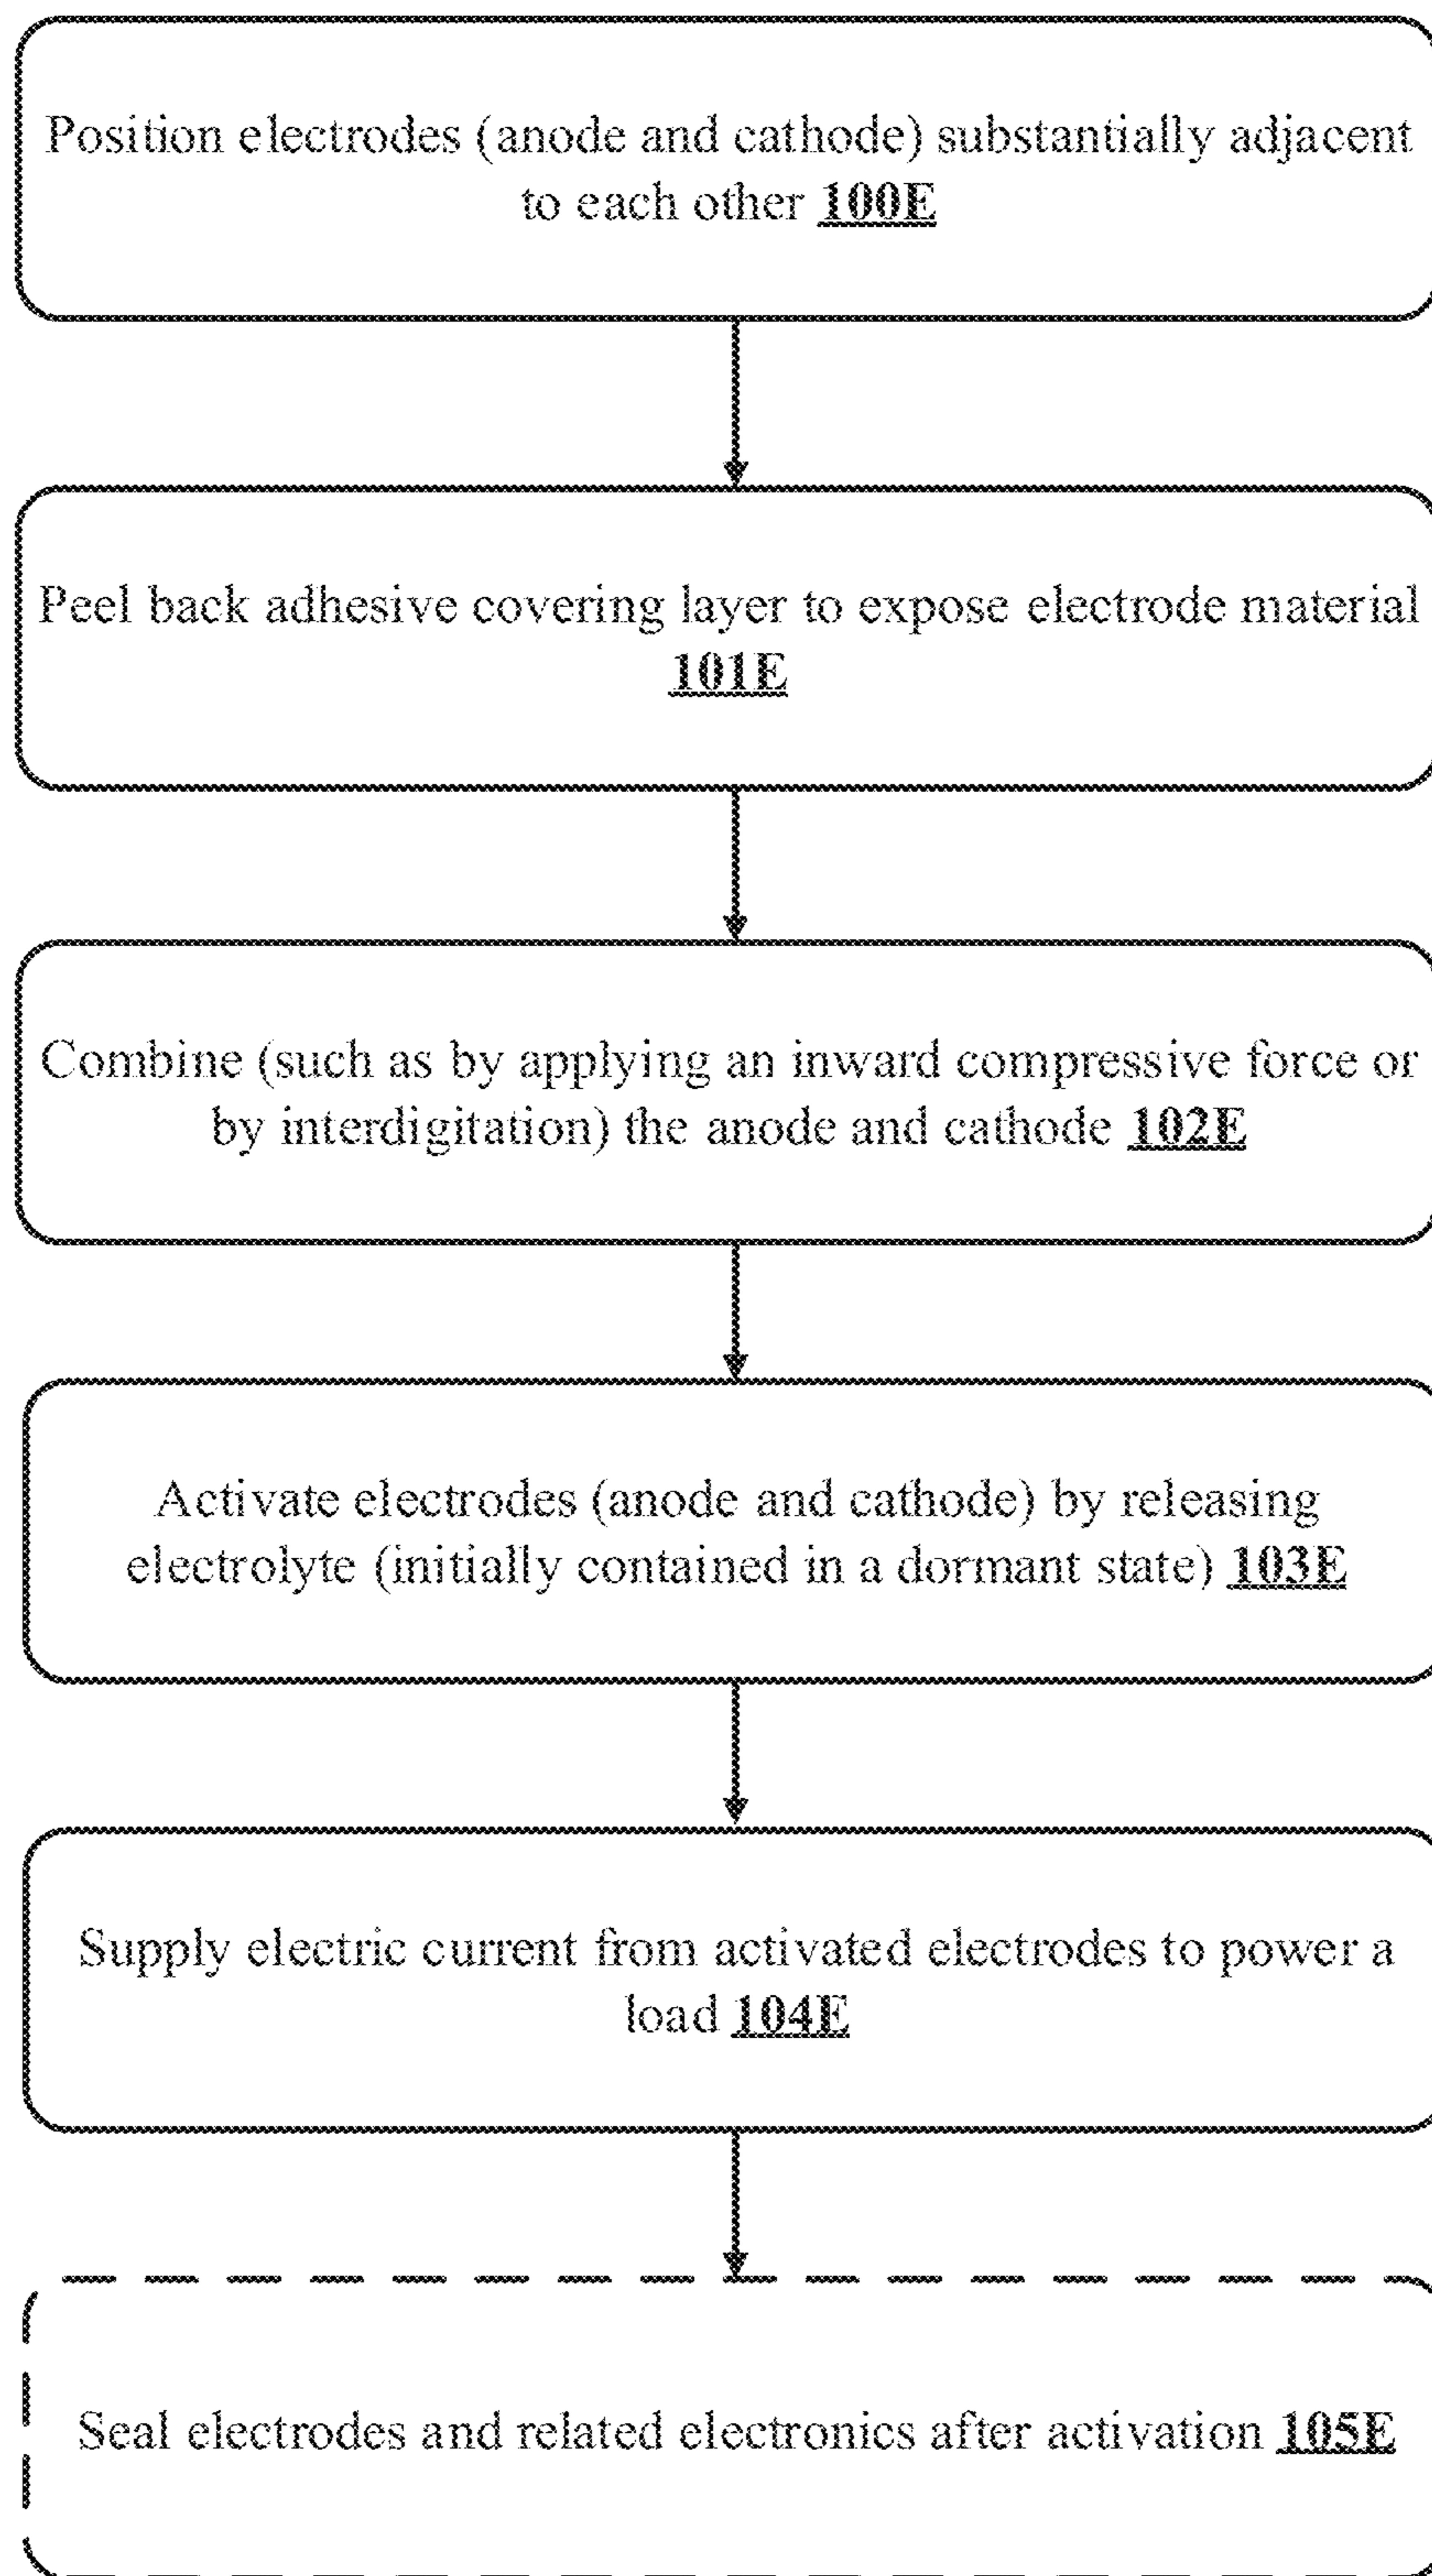 Position electrodes (anode and cathode) substantially adjacent
to each other 100E
Peel back adhesive covering layer to expose electrode material
101E
Combine (such as by applying an inward compressive force or
by interdigitation) the anode and cathode 102E
Activate electrodes (anode and cathode) by releasing
electrolyte (initially contained in a dormant state) 103E
Supply electric current from activated electrodes to power a
load 104E
Seal electrodes and related electronics after activation 105E